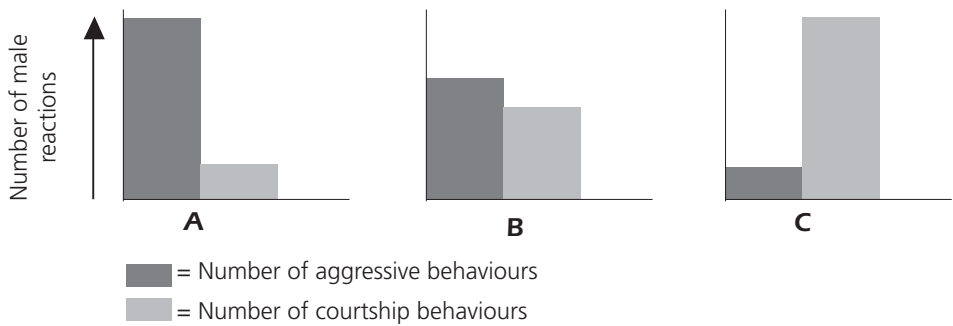 Number of male
reactions
A
B
C
= Number of aggressive behaviours
= Number of courtship behaviours